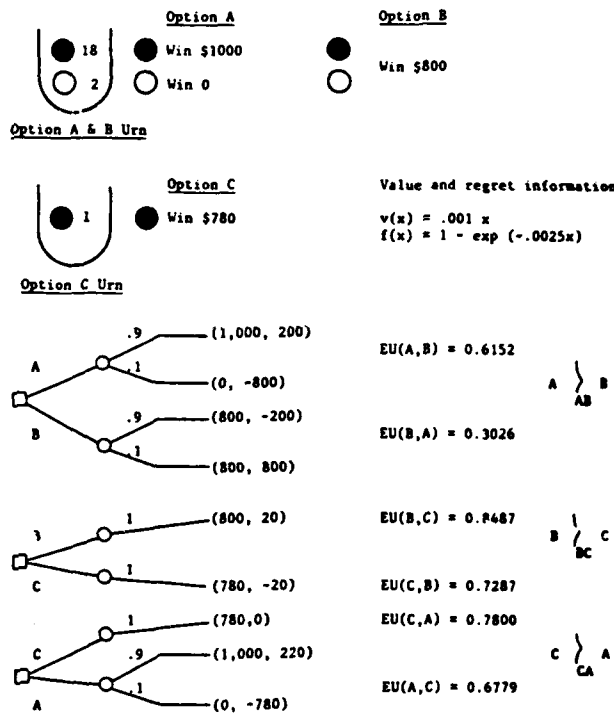 Option A
Option B
18
Win $1000
2
Win 0
Win $800
Option A & B Urn
Option C
Value and regret information
1
Win $780
v(x) = .001 x
f(x) = 1 - exp (-.0025x)
Option C Urn
.9
(1,000, 200)
A
EU(A,B) = 0.6152
.1
(0, -800)
A B
AB
.9
(800, -200)
B
.1
EU(B,A) = 0.3026
(800, 800)
1
(800, 20)
EU(B,C) = 0.8487
B C
BC
1
C
(780, -20)
EU(C,B) = 0.7287
1
(780,0)
EU(C,A) = 0.7800
C
.9
(1,000, 220)
C A
CA
A
.1
EU(A,C) = 0.6779
(0, -780)